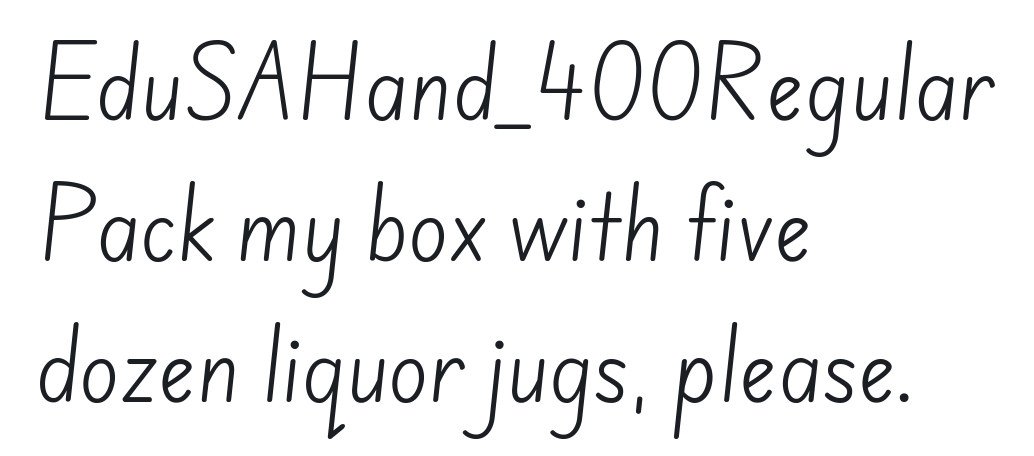 EduSAHand_400Regular
Pack my box with five
dozen liquor jugs, please.